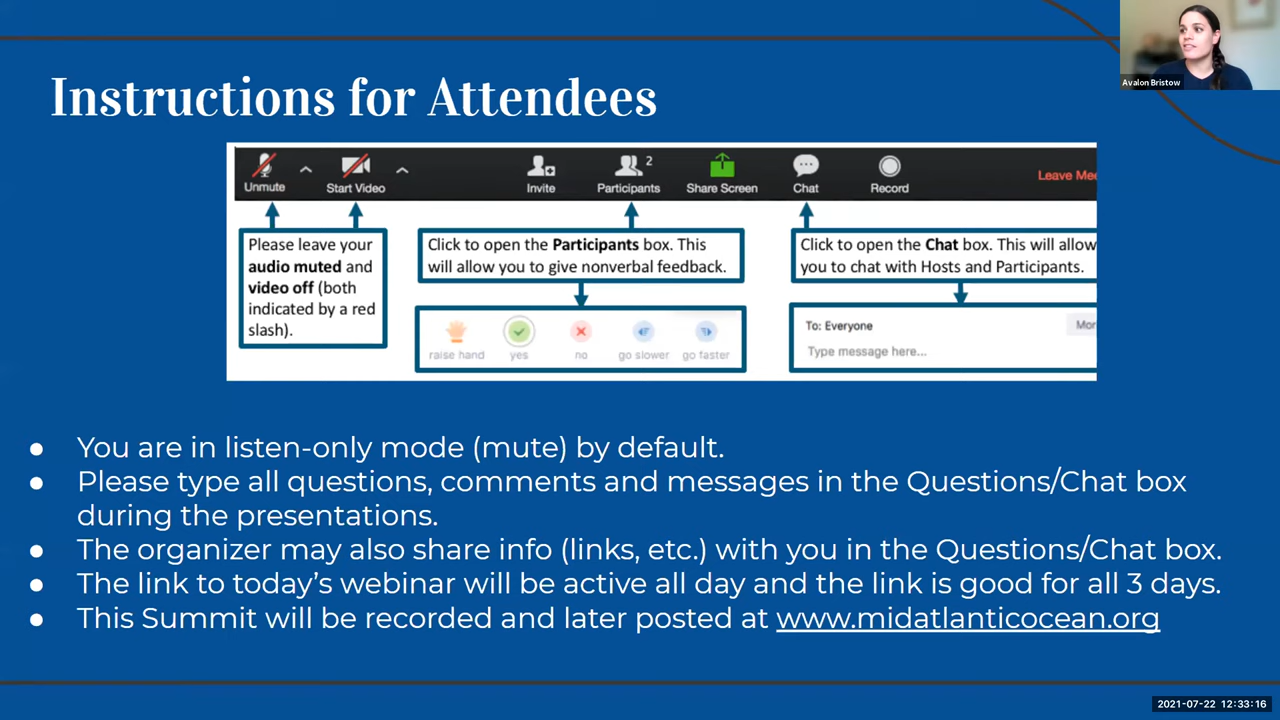 Instructions for Attendees
Avalon Bristow
Unmute
Start Video
Invite
Participants
2
Share Screen
Chat
Record
Leave Mee
Please leave your
audio muted and
video off (both
indicated by a red
slash).
Click to open the Participants box. This
will allow you to give nonverbal feedback.
raise hand
yes
no
go slower
go faster
Click to open the Chat box. This will allow
you to chat with Hosts and Participants.
To: Everyone
Mor
Type message here...
● You are in listen-only mode (mute) by default.
● Please type all questions, comments and messages in the Questions/Chat box
during the presentations.
● The organizer may also share info (links, etc.) with you in the Questions/Chat box.
● The link to today’s webinar will be active all day and the link is good for all 3 days.
● This Summit will be recorded and later posted at www.midatlanticocean.org
2021-07-22 12:33:16